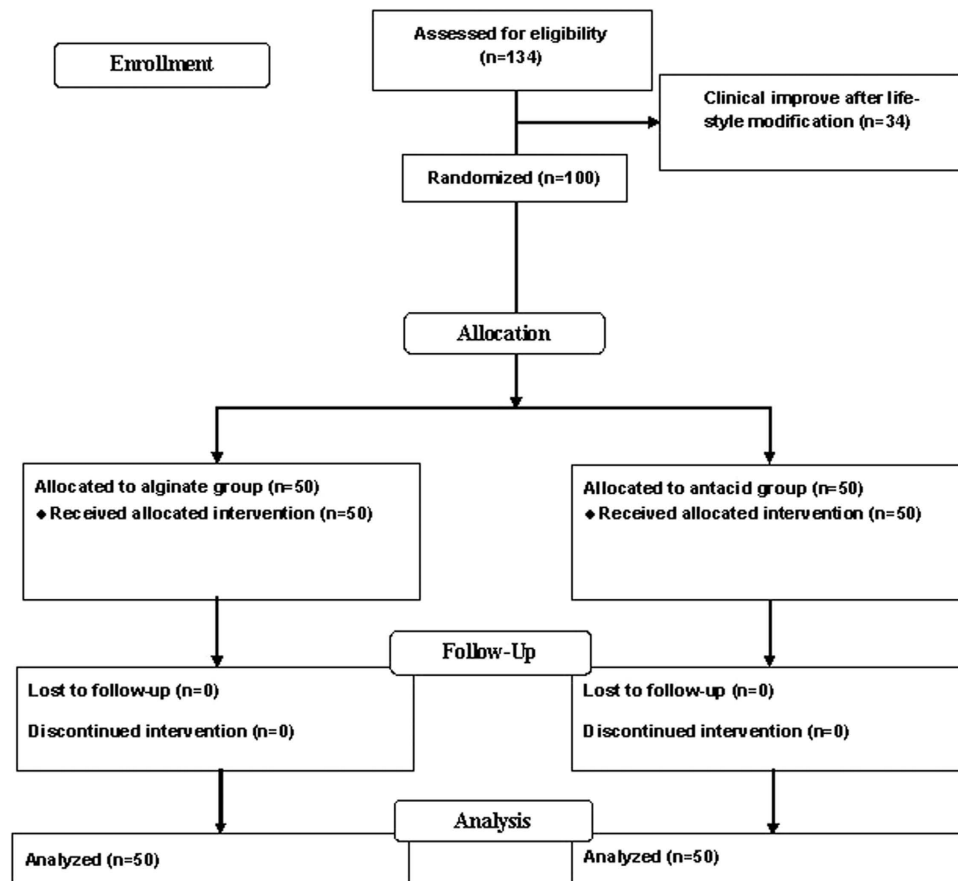 Assessed for eligibility
(n=134)
Enrollment
Clinical improve after life-
style modification (n=34)
Randomized (n=100)
Allocation
Allocated to alginate group (n=50)
◆ Received allocated intervention (n=50)
Allocated to antacid group (n=50)
◆ Received allocated intervention (n=50)
Follow-Up
Lost to follow-up (n=0)
Discontinued intervention (n=0)
Lost to follow-up (n=0)
Discontinued intervention (n=0)
Analysis
Analyzed (n=50)
Analyzed (n=50)